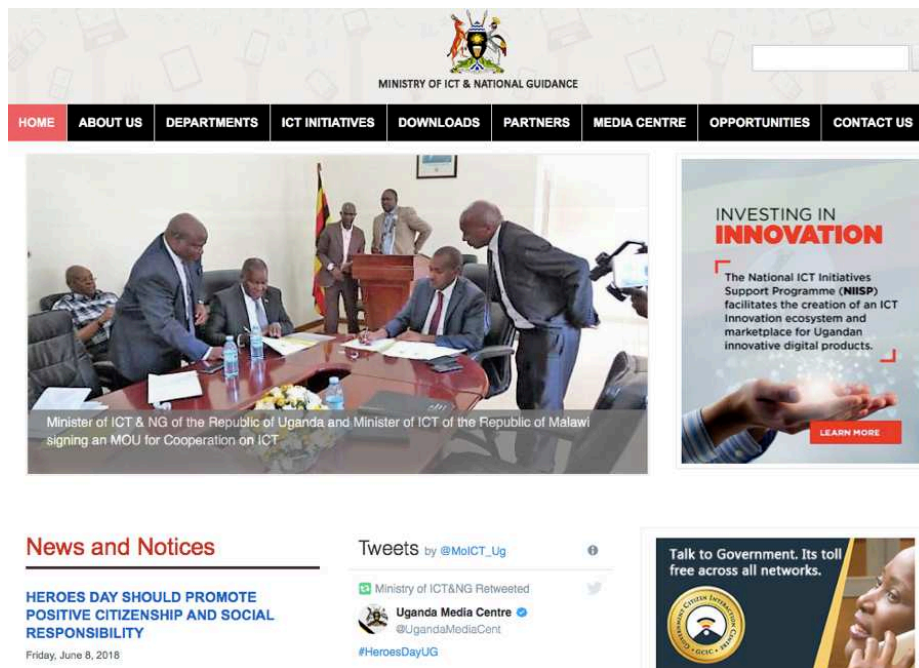 MINISTRY OF ICT & NATIONAL GUIDANCE
HOME ABOUT US DEPARTMENTS ICT INITIATIVES DOWNLOADS PARTNERS MEDIA CENTRE OPPORTUNITIES CONTACT US
Minister of ICT & NG of the Republic of Uganda and Minister of ICT of the Republic of Malawi
signing an MOU for Cooperation on ICT
INVESTING IN
INNOVATION
The National ICT Initiatives
Support Programme (NIISP)
facilitates the creation of an ICT
Innovation ecosystem and
marketplace for Ugandan
innovative digital products.
LEARN MORE
News and Notices
HEROES DAY SHOULD PROMOTE
POSITIVE CITIZENSHIP AND SOCIAL
RESPONSIBILITY
Friday, June 8, 2018
Tweets by @MoICT_Ug
Ministry of ICT&NG Retweeted
Uganda Media Centre
@UgandaMediaCent
#HeroesDayUG
Talk to Government. Its toll
free across all networks.
GOVERNMENT CITIZEN INTERACTION CENTRE
• GCIC •